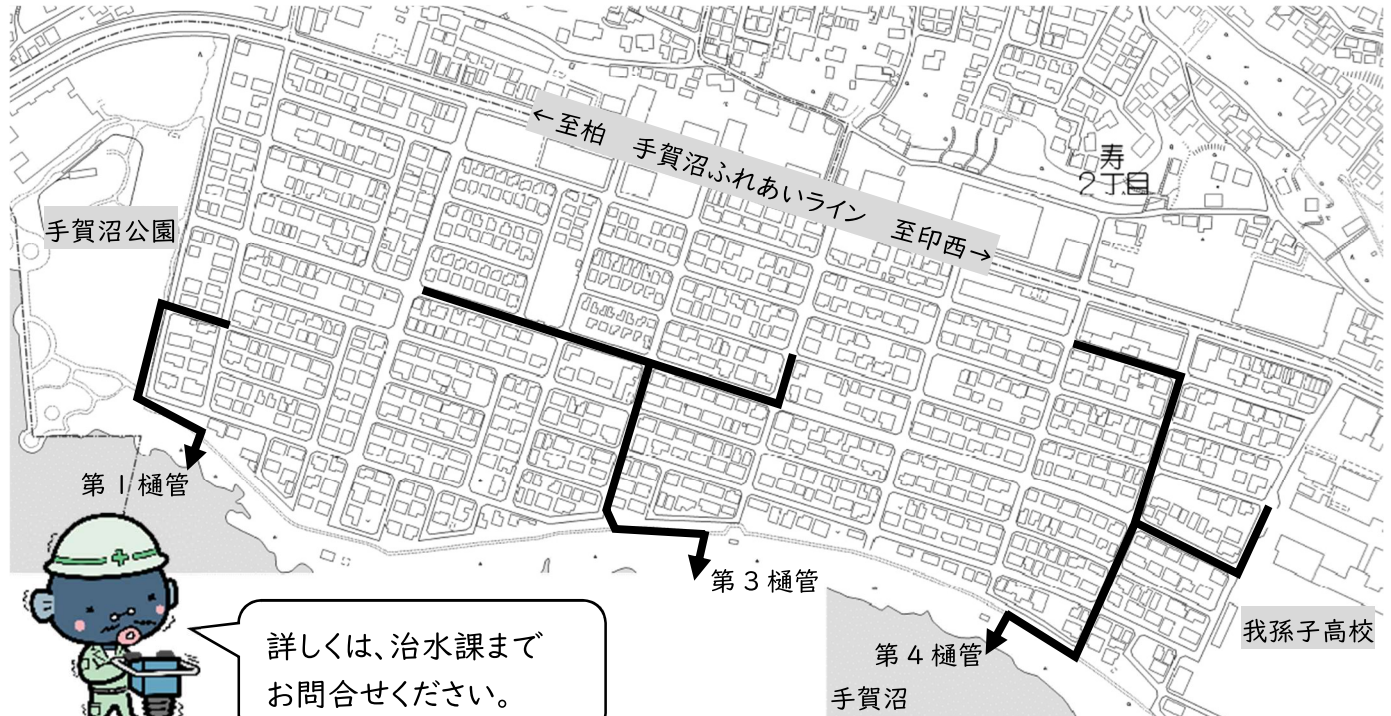 ←至柏　手賀沼ふれあいライン　至印西→
寿
2丁目
手賀沼公園
第1樋管
第3樋管
第4樋管
我孫子高校
手賀沼
詳しくは、治水課まで
お問合せください。